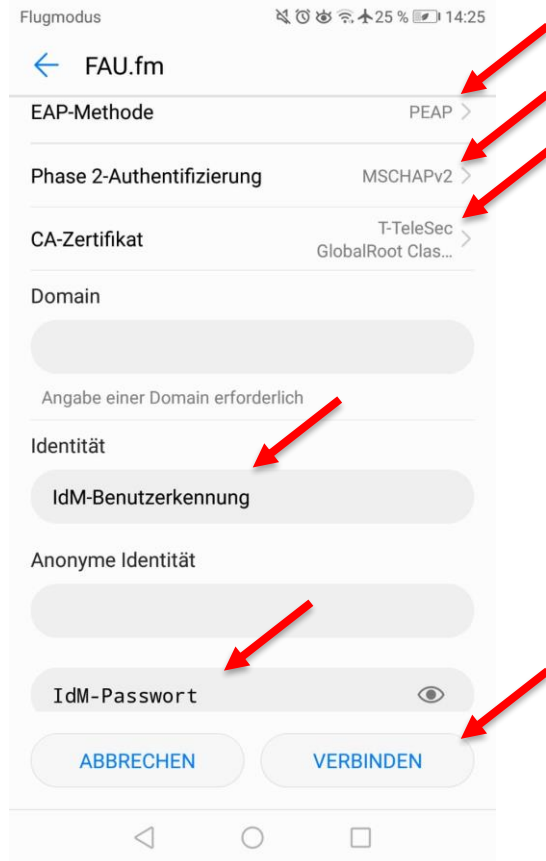 Flugmodus 25 % 14:25
FAU.fm
EAP-Methode PEAP
Phase 2-Authentifizierung MSCHAPv2
CA-Zertifikat T-TeleSec
GlobalRoot Clas...
Domain
Angabe einer Domain erforderlich
Identität
IdM-Benutzerkennung
Anonyme Identität
IdM-Passwort
ABBRECHEN VERBINDEN